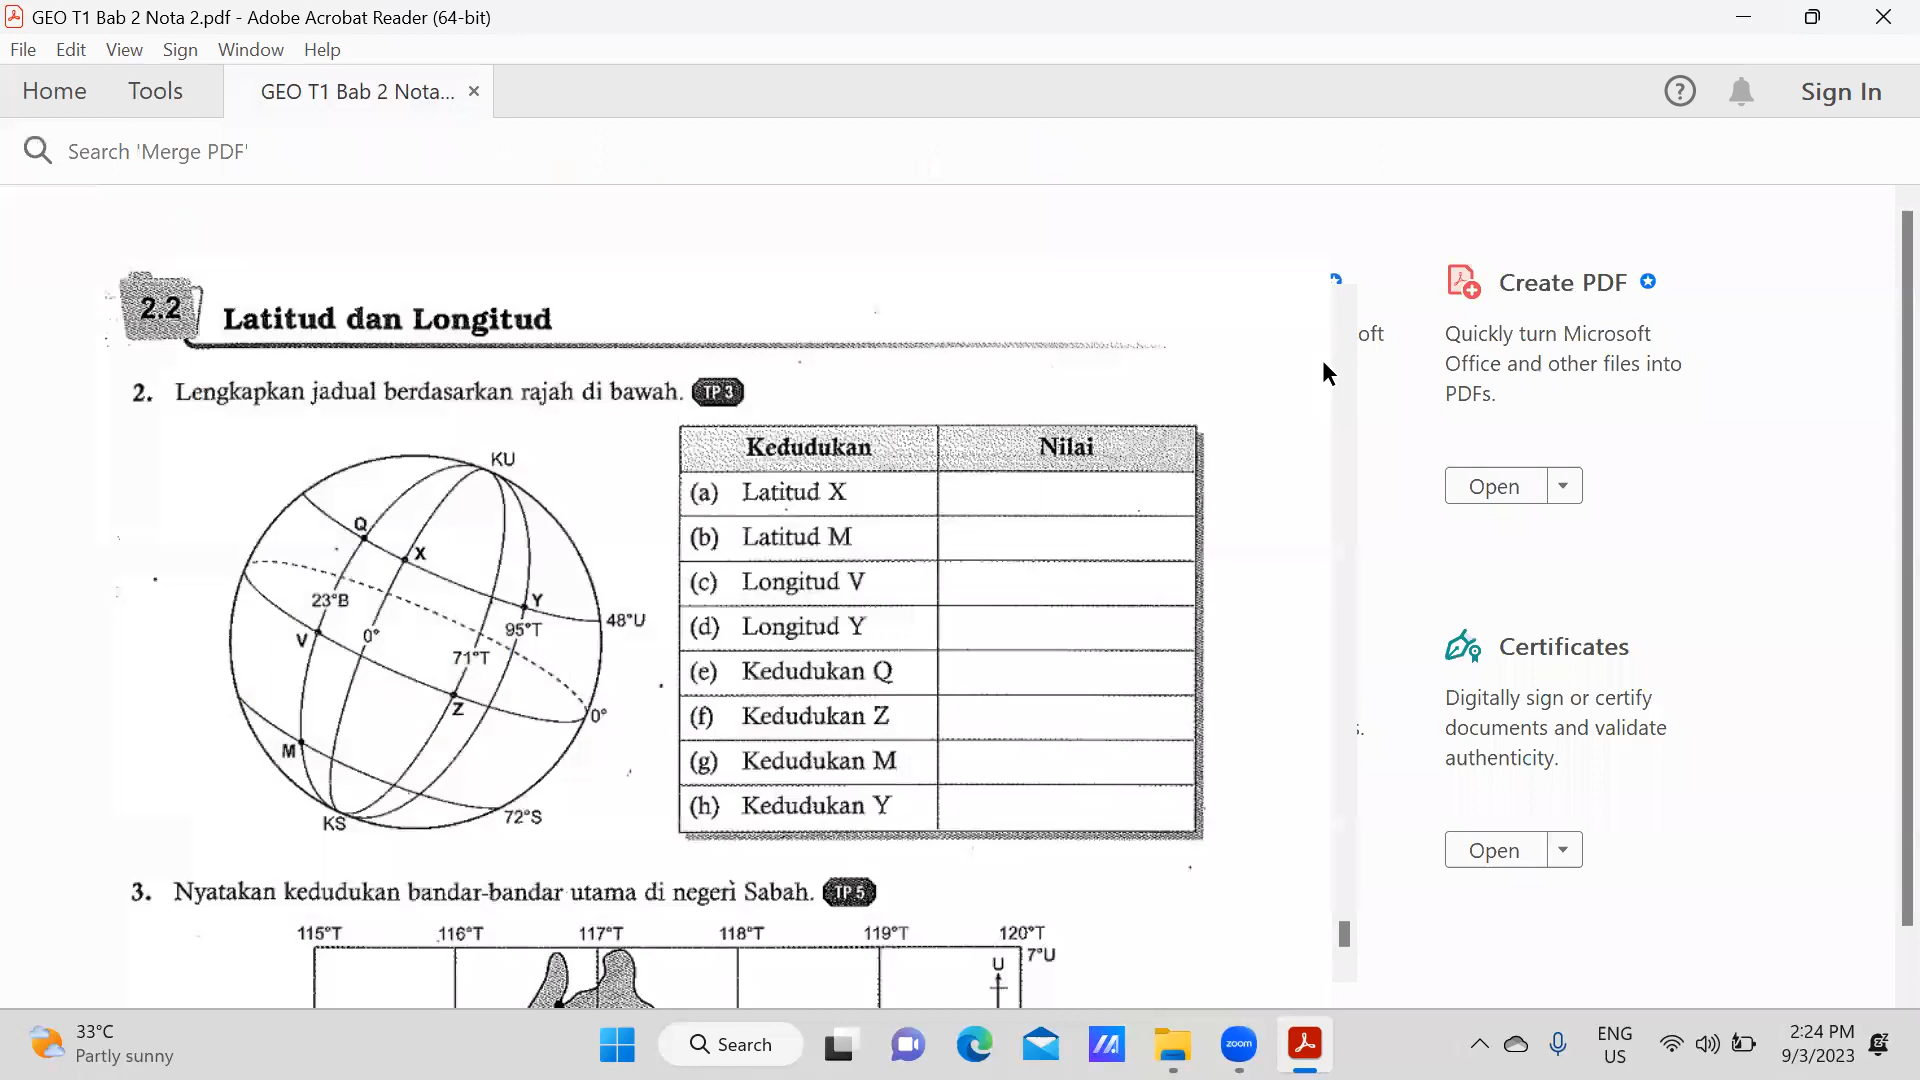 GEO T1 Bab 2 Nota 2.pdf - Adobe Acrobat Reader (64-bit)
File Edit View Sign Window Help
Home Tools GEO T1 Bab 2 Nota... × ? Sign In
Search 'Merge PDF'
2.2 Latitud dan Longitud
2. Lengkapkan jadual berdasarkan rajah di bawah. TP 3
KU
Q
X
23°B
Y
48°U
V
0°
95°T
71°T
Z
0°
M
KS
72°S
Kedudukan Nilai
(a) Latitud X
(b) Latitud M
(c) Longitud V
(d) Longitud Y
(e) Kedudukan Q
(f) Kedudukan Z
(g) Kedudukan M
(h) Kedudukan Y
3. Nyatakan kedudukan bandar-bandar utama di negeri Sabah. TP 5
115°T 116°T 117°T 118°T 119°T 120°T
7°U
U
oft
s.
Create PDF
Quickly turn Microsoft
Office and other files into
PDFs.
Open
Certificates
Digitally sign or certify
documents and validate
authenticity.
Open
33°C
Partly sunny
Search
zoom
ENG
US
2:24 PM
9/3/2023